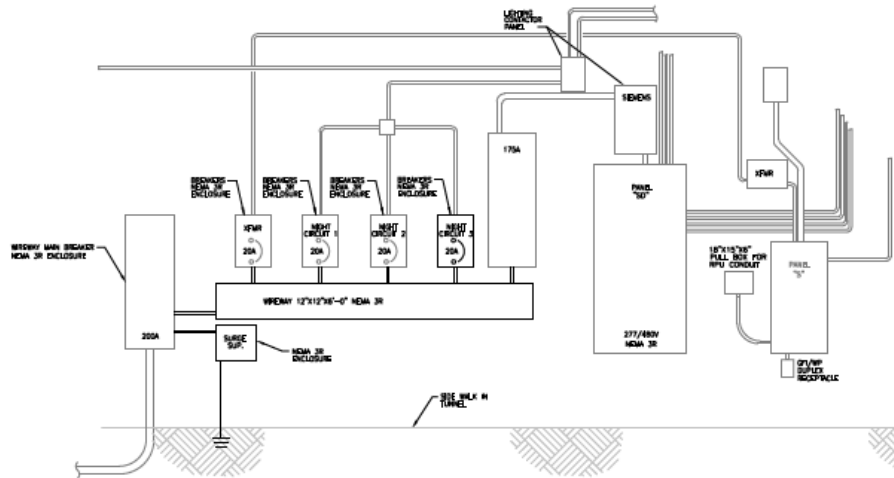 LIGHTING
CONTACTOR
PANEL
SIEMENS
175A
BREAKERS
NEMA 3R
ENCLOSURE
BREAKERS
NEMA 3R
ENCLOSURE
BREAKERS
NEMA 3R
ENCLOSURE
BREAKERS
NEMA 3R
ENCLOSURE
PANEL
"SD"
XFMR
XFMR
20A
NIGHT
CIRCUIT 1
20A
NIGHT
CIRCUIT 2
20A
NIGHT
CIRCUIT 3
20A
WIREWAY MAIN BREAKER
NEMA 3R ENCLOSURE
18"X15"X6"
PULL BOX FOR
RPU CONDUIT
PANEL
"S"
WIREWAY 12"X12"X6'-0" NEMA 3R
200A
SURGE
SUP.
NEMA 3R
ENCLOSURE
277/480V
NEMA 3R
GFI/WP
DUPLEX
RECEPTACLE
SIDE WALK IN
TUNNEL